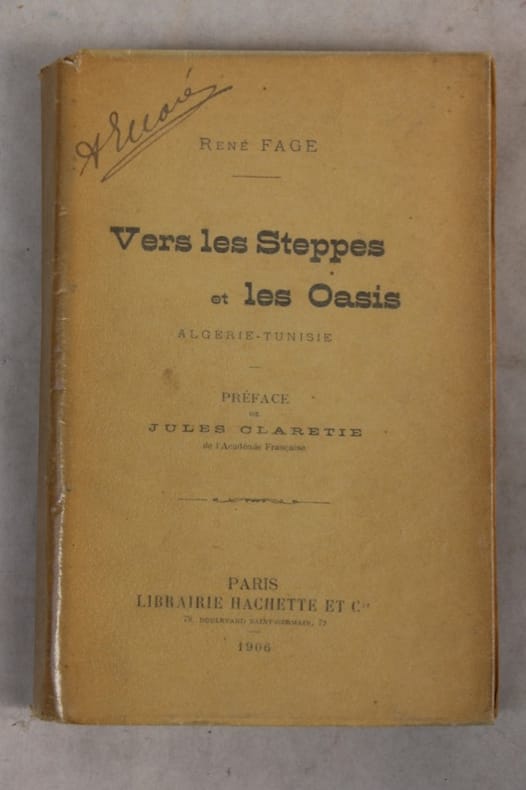 RENÉ FAGE
Vers les Steppes
et les Oasis
ALGÉRIE-TUNISIE
PRÉFACE
DE
JULES CLARETIE
de l'Académie Française
PARIS
LIBRAIRIE HACHETTE ET Cie
79, BOULEVARD SAINT-GERMAIN, 79
1906